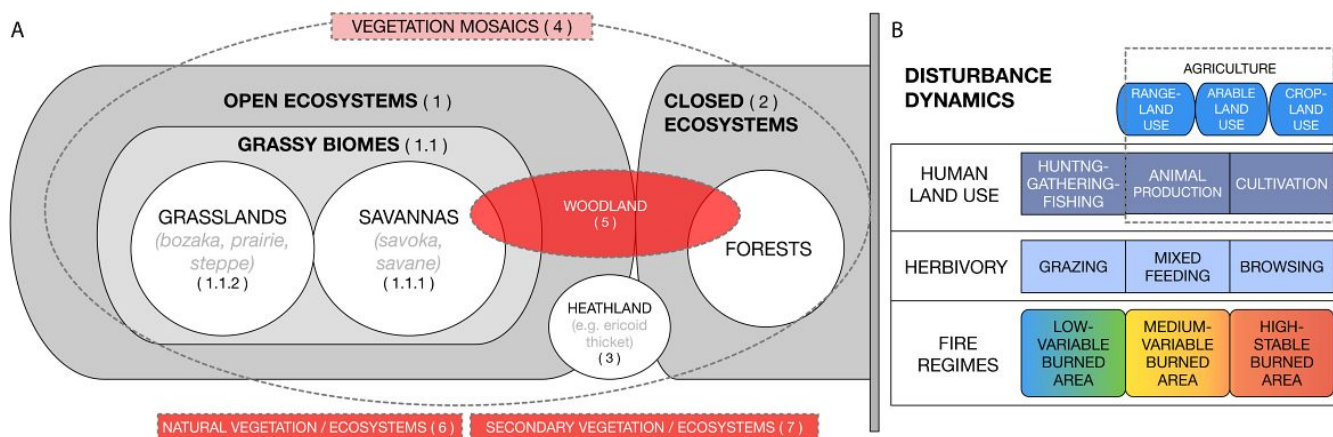 A
VEGETATION MOSAICS ( 4 )
OPEN ECOSYSTEMS ( 1 )
GRASSY BIOMES ( 1.1 )
GRASSLANDS
(bozaka, prairie,
steppe)
( 1.1.2 )
SAVANNAS
(savoka,
savane)
( 1.1.1 )
WOODLAND
( 5 )
HEATHLAND
(e.g. ericoid
thicket)
( 3 )
CLOSED ( 2 )
ECOSYSTEMS
FORESTS
NATURAL VEGETATION / ECOSYSTEMS ( 6 )
SECONDARY VEGETATION / ECOSYSTEMS ( 7 )
B
DISTURBANCE
DYNAMICS
AGRICULTURE
RANGE-
LAND
USE
ARABLE
LAND
USE
CROP-
LAND
USE
HUMAN
LAND USE
HUNTNG-
GATHERING-
FISHING
ANIMAL
PRODUCTION
CULTIVATION
HERBIVORY
GRAZING
MIXED
FEEDING
BROWSING
FIRE
REGIMES
LOW-
VARIABLE
BURNED
AREA
MEDIUM-
VARIABLE
BURNED
AREA
HIGH-
STABLE
BURNED
AREA